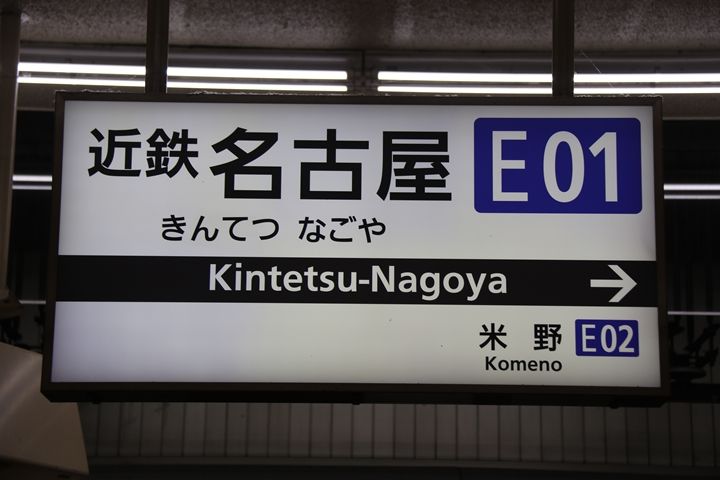 近鉄名古屋 E01
きんてつ なごや
Kintetsu-Nagoya →
米野 E02
Komeno